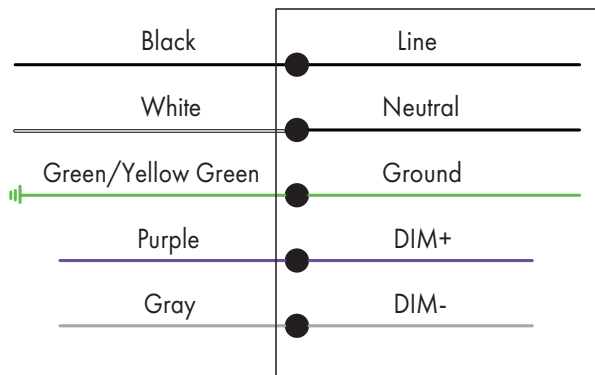 Black Line
White Neutral
Green/Yellow Green Ground
Purple DIM+
Gray DIM-